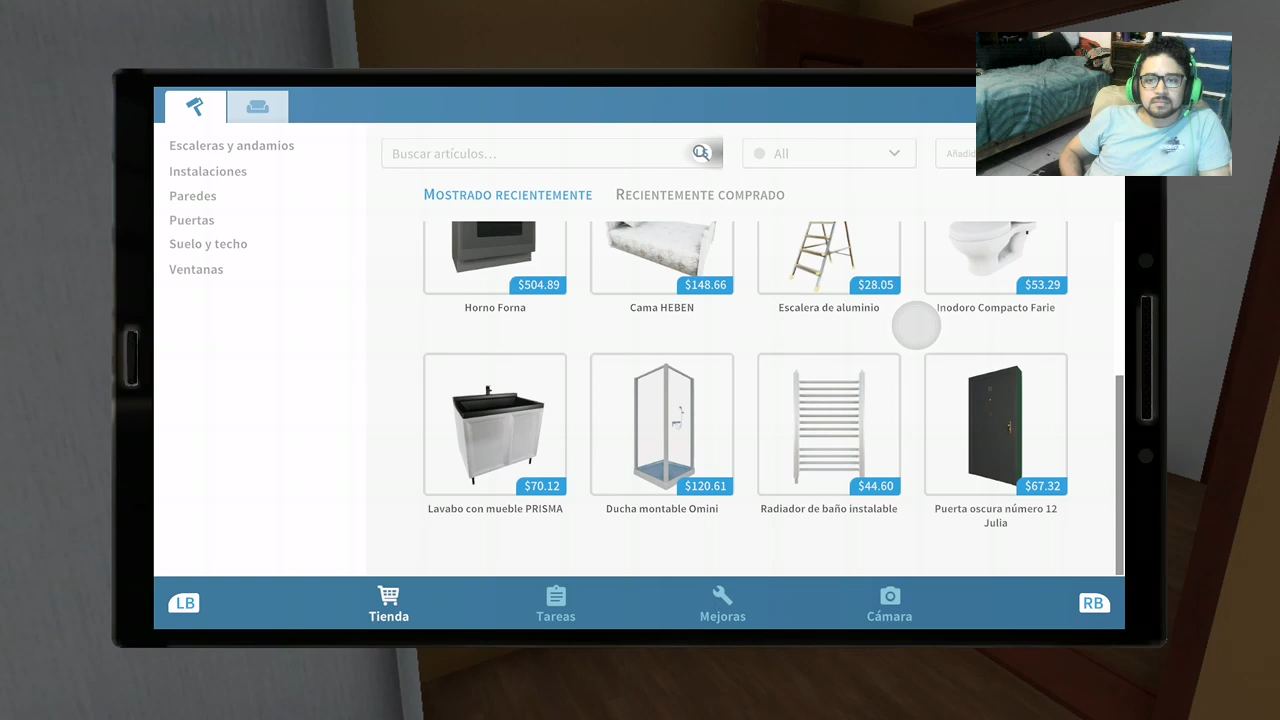 Escaleras y andamios
Instalaciones
Paredes
Puertas
Suelo y techo
Ventanas
Buscar artículos...
LS
All
Añadid
MOSTRADO RECIENTEMENTE
RECIENTEMENTE COMPRADO
$504.89
$148.66
$28.05
$53.29
Horno Forna
Cama HEBEN
Escalera de aluminio
Inodoro Compacto Farie
$70.12
$120.61
$44.60
$67.32
Lavabo con mueble PRISMA
Ducha montable Omini
Radiador de baño instalable
Puerta oscura número 12
Julia
LB
Tienda
Tareas
Mejoras
Cámara
RB